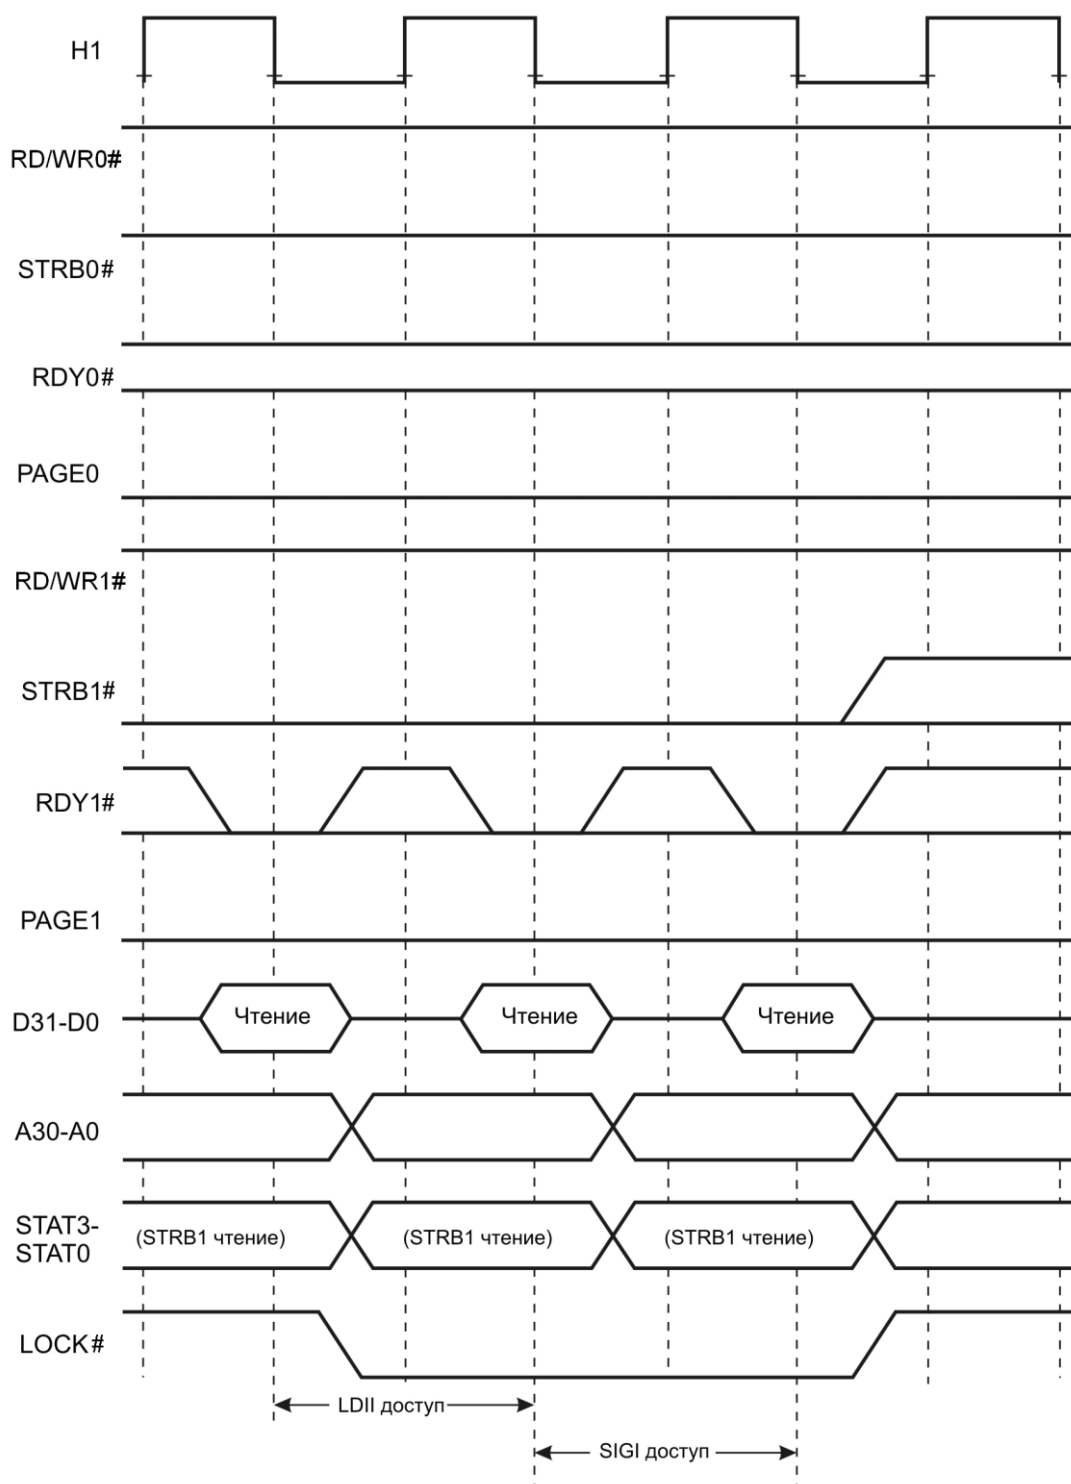 H1
RD/WR0#
STRB0#
RDY0#
PAGE0
RD/WR1#
STRB1#
RDY1#
PAGE1
D31-D0 Чтение Чтение Чтение
A30-A0
STAT3-
STAT0 (STRB1 чтение) (STRB1 чтение) (STRB1 чтение)
LOCK#
LDII доступ
SIGI доступ